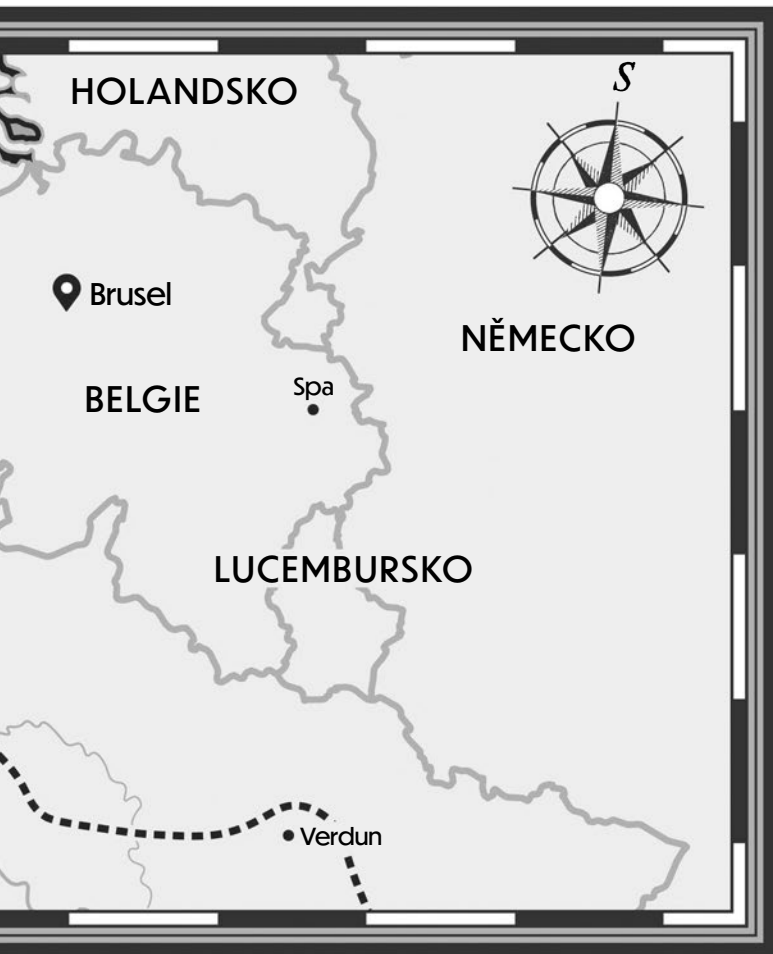 S
HOLANDSKO
Brusel
NĚMECKO
Spa
BELGIE
LUCEMBURSKO
Verdun